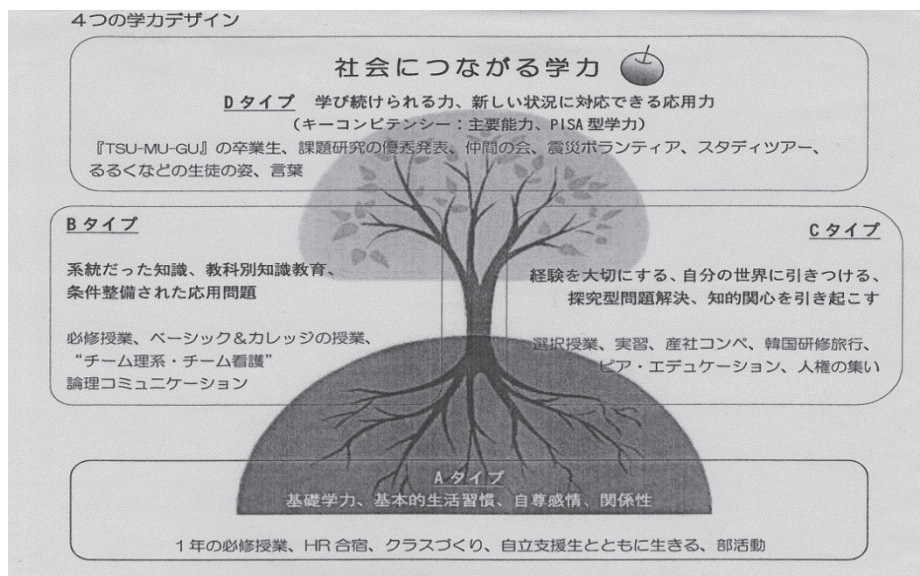 ４つの学力デザイン
社会につながる学力
Ｄタイプ　学び続けられる力、新しい状況に対応できる応用力
（キーコンピテンシー：主要能力、PISA型学力）
『TSU-MU-GU』の卒業生、課題研究の優秀発表、仲間の会、震災ボランティア、スタディツアー、
るるくなどの生徒の姿、言葉
Ｂタイプ
系統だった知識、教科別知識教育、
条件整備された応用問題
必修授業、ベーシック＆カレッジの授業、
“チーム理系・チーム看護”
論理コミュニケーション
Ｃタイプ
経験を大切にする、自分の世界に引きつける、
探究型問題解決、知的関心を引き起こす
選択授業、実習、産社コンペ、韓国研修旅行、
ピア・エデュケーション、人権の集い
Ａタイプ
基礎学力、基本的生活習慣、自尊感情、関係性
１年の必修授業、HR合宿、クラスづくり、自立支援生とともに生きる、部活動